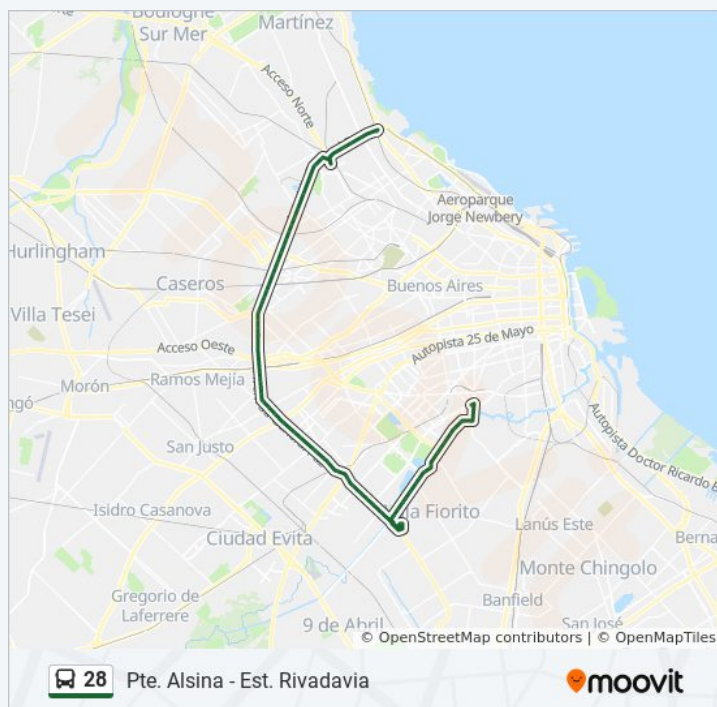 Boulogne
Sur Mer
Martínez
Acceso Norte
Aeroparque
Jorge Newbery
Hurlingham
Caseros
Buenos Aires
Villa Tesei
Acceso Oeste
Autopista 25 de Mayo
Ramos Mejía
Morón
San Justo
Autopista Doctor Ricardo B
Isidro Casanova
Fiorito
Lanús Este
Ciudad Evita
Berna
Monte Chingolo
Gregorio de
Laferrere
Banfield
9 de Abril
San José
© OpenStreetMap contributors | © OpenMapTiles
28 Pte. Alsina - Est. Rivadavia
moovit